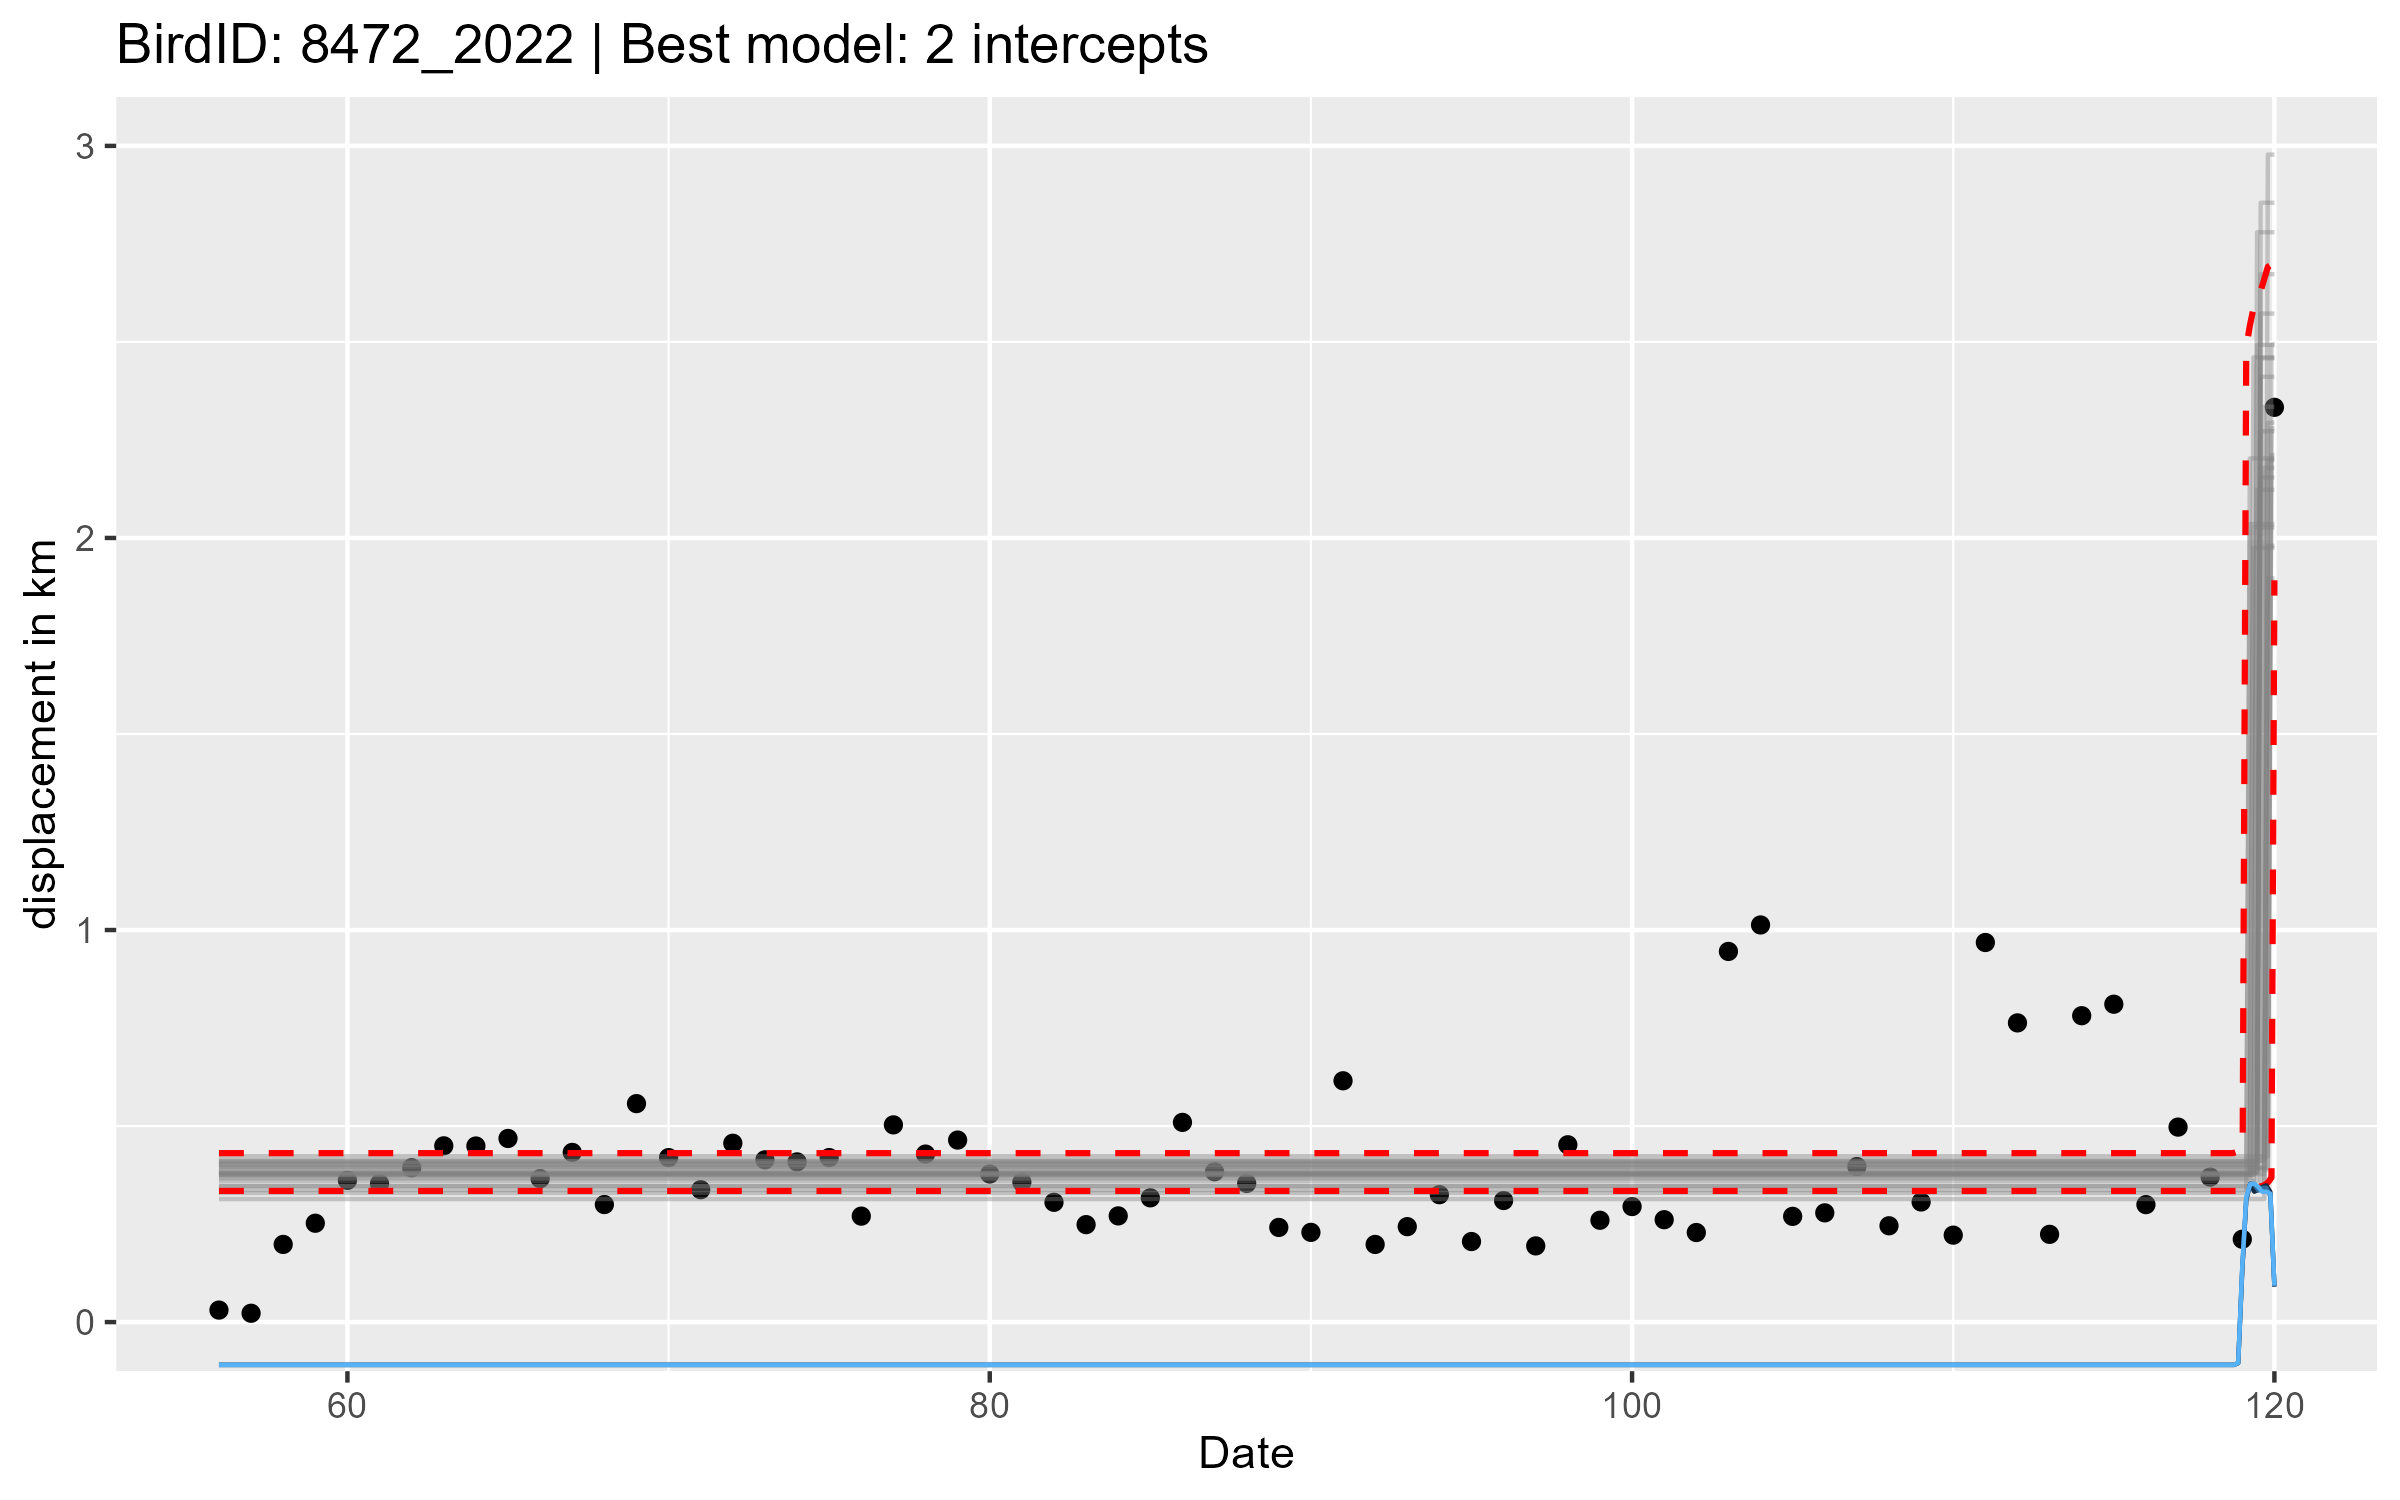 BirdID: 8472_2022 | Best model: 2 intercepts
3
2
1
0
displacement in km
60
80
100
120
Date